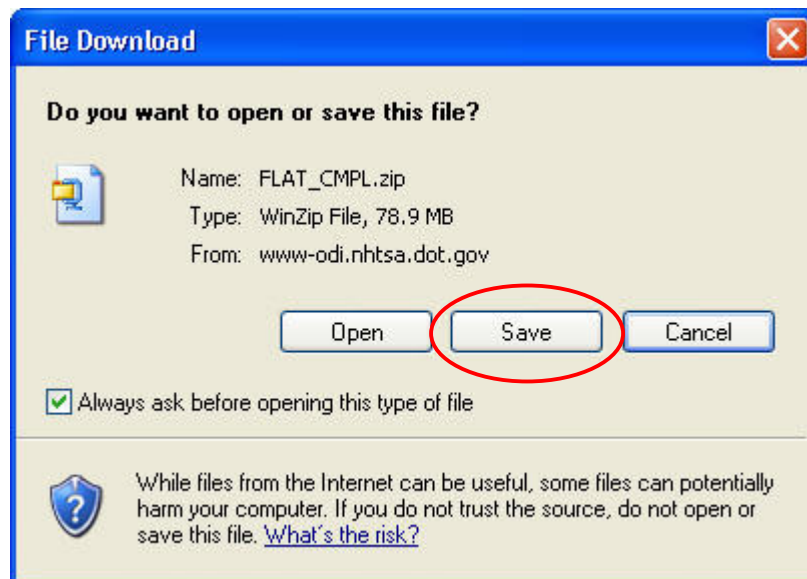 File Download
Do you want to open or save this file?
Name: FLAT_CMPL.zip
Type: WinZip File, 78.9 MB
From: www-odi.nhtsa.dot.gov
Open Save Cancel
Always ask before opening this type of file
While files from the Internet can be useful, some files can potentially
harm your computer. If you do not trust the source, do not open or
save this file. What's the risk?